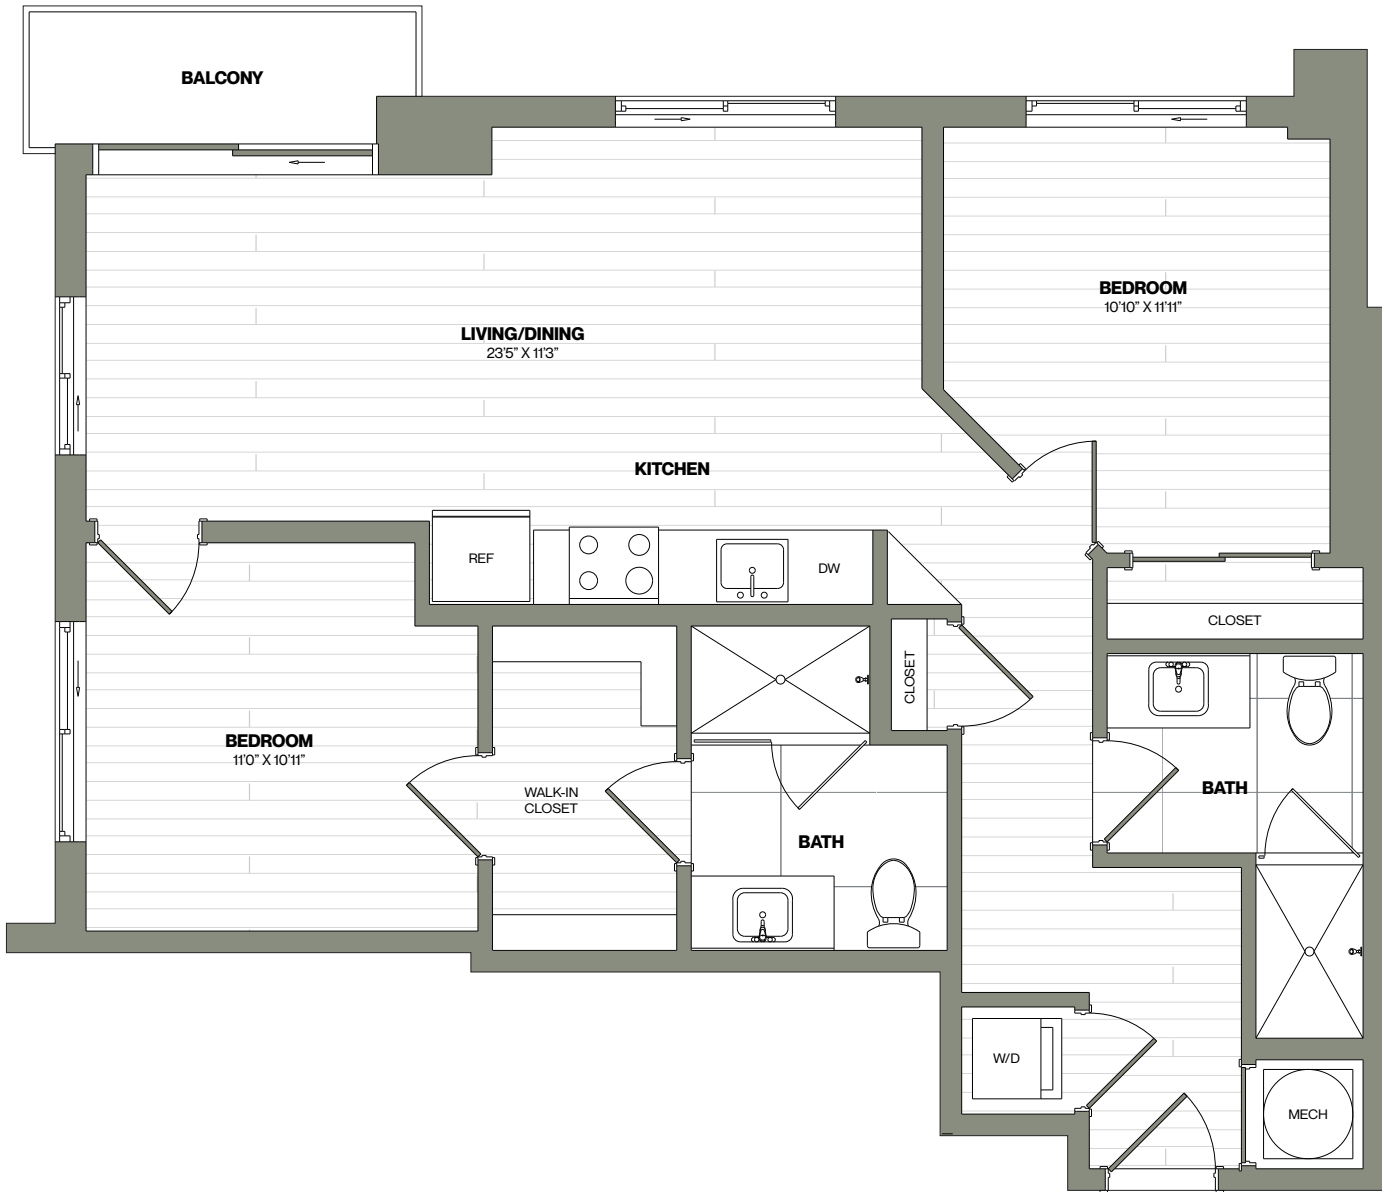 BALCONY
BEDROOM
10'10” X 11'11”
LIVING/DINING
23'5” X 11'3”
KITCHEN
REF
DW
CLOSET
CLOSET
BEDROOM
11'0” X 10'11”
WALK-IN
CLOSET
BATH
BATH
W/D
MECH